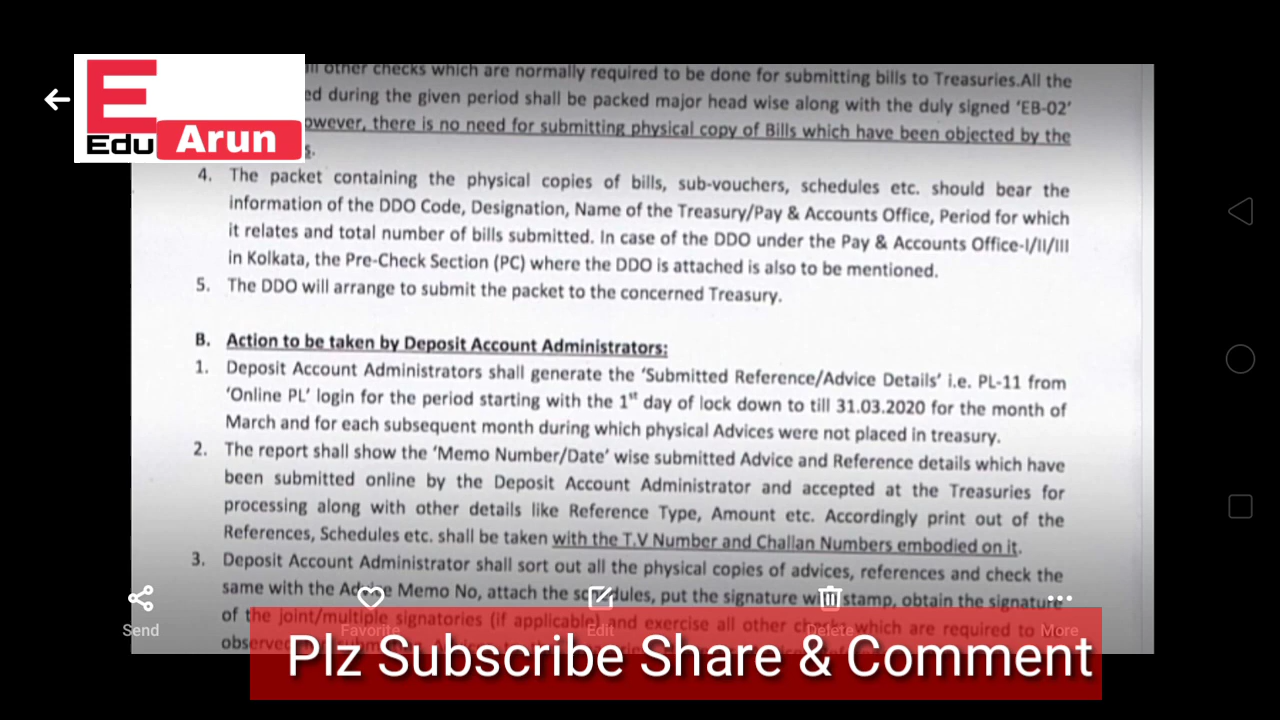 ll other checks which are normally required to be done for submitting bills to Treasuries.All the
E
ed during the given period shall be packed major head wise along with the duly signed 'EB-02'
Edu Arun
owever, there is no need for submitting physical copy of Bills which have been objected by the
s.
4. The packet containing the physical copies of bills, sub-vouchers, schedules etc. should bear the
information of the DDO Code, Designation, Name of the Treasury/Pay & Accounts Office, Period for which
it relates and total number of bills submitted. In case of the DDO under the Pay & Accounts Office-I/II/III
in Kolkata, the Pre-Check Section (PC) where the DDO is attached is also to be mentioned.
5. The DDO will arrange to submit the packet to the concerned Treasury.
B. Action to be taken by Deposit Account Administrators:
1. Deposit Account Administrators shall generate the 'Submitted Reference/Advice Details' i.e. PL-11 from
'Online PL' login for the period starting with the 1st day of lock down to till 31.03.2020 for the month of
March and for each subsequent month during which physical Advices were not placed in treasury.
2. The report shall show the 'Memo Number/Date' wise submitted Advice and Reference details which have
been submitted online by the Deposit Account Administrator and accepted at the Treasuries for
processing along with other details like Reference Type, Amount etc. Accordingly print out of the
References, Schedules etc. shall be taken with the T.V Number and Challan Numbers embodied on it.
3. Deposit Account Administrator shall sort out all the physical copies of advices, references and check the
same with the Advice Memo No, attach the schedules, put the signature with stamp, obtain the signature
of the joint/multiple signatories (if applicable) and exercise all other checks which are required to be
Send Favorite Edit Delete More
Plz Subscribe Share & Comment